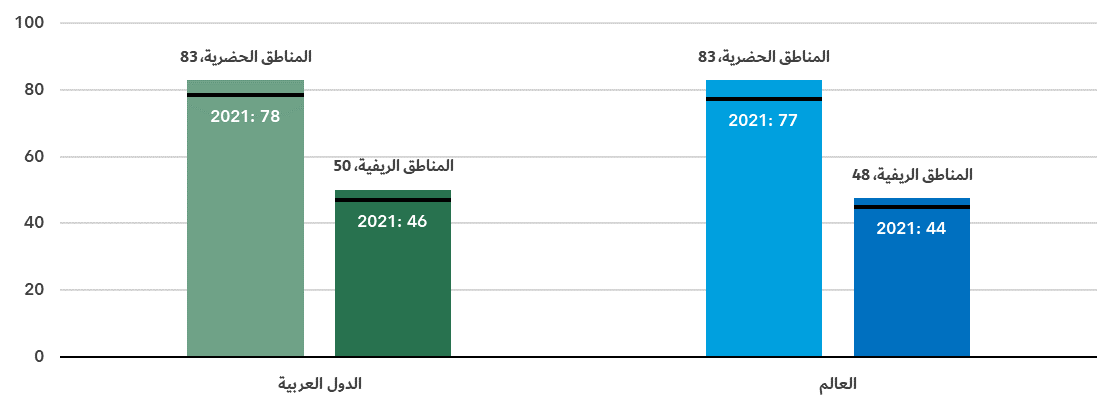 100
80
60
40
20
0
المناطق الحضرية، 83
2021: 78
المناطق الريفية، 50
2021: 46
المناطق الحضرية، 83
2021: 77
المناطق الريفية، 48
2021: 44
الدول العربية
العالم